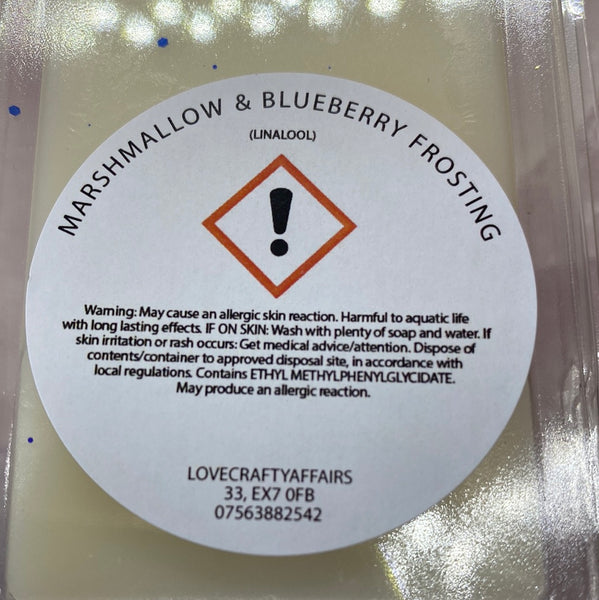 MARSHMALLOW & BLUEBERRY FROSTING
(LINALOOL)
!
Warning: May cause an allergic skin reaction. Harmful to aquatic life
with long lasting effects. IF ON SKIN: Wash with plenty of soap and water. If
skin irritation or rash occurs: Get medical advice/attention. Dispose of
contents/container to approved disposal site, in accordance with
local regulations. Contains ETHYL METHYLPHENYLGLYCIDATE.
May produce an allergic reaction.
LOVECRAFTYAFFAIRS
33, EX7 0FB
07563882542